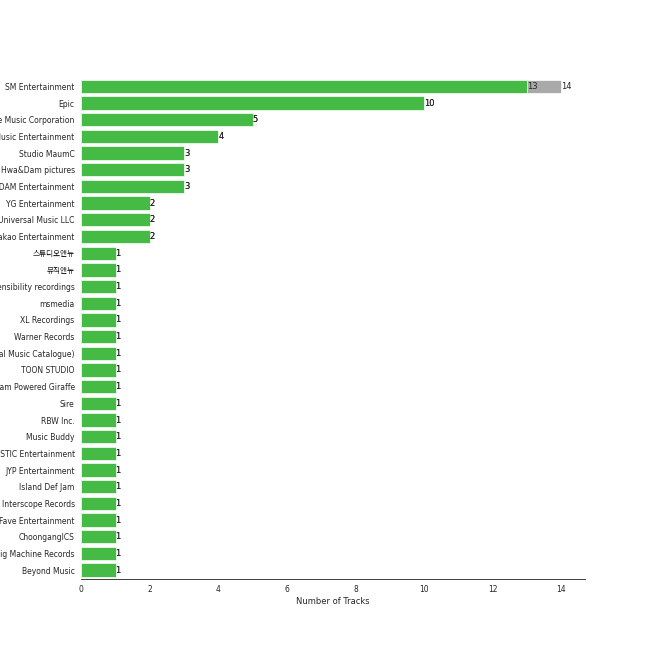 SM Entertainment 13 14
Epic 10
e Music Corporation 5
usic Entertainment 4
Studio MaumC 3
Hwa&Dam pictures 3
DAM Entertainment 3
YG Entertainment 2
Universal Music LLC 2
akao Entertainment 2
스튜디오앤뉴 1
뮤직앤뉴 1
ensibility recordings 1
msmedia 1
XL Recordings 1
Warner Records 1
al Music Catalogue) 1
TOON STUDIO 1
am Powered Giraffe 1
Sire 1
RBW Inc. 1
Music Buddy 1
STIC Entertainment 1
JYP Entertainment 1
Island Def Jam 1
Interscope Records 1
Fave Entertainment 1
ChoongangICS 1
ig Machine Records 1
Beyond Music 1
0 2 4 6 8 10 12 14
Number of Tracks